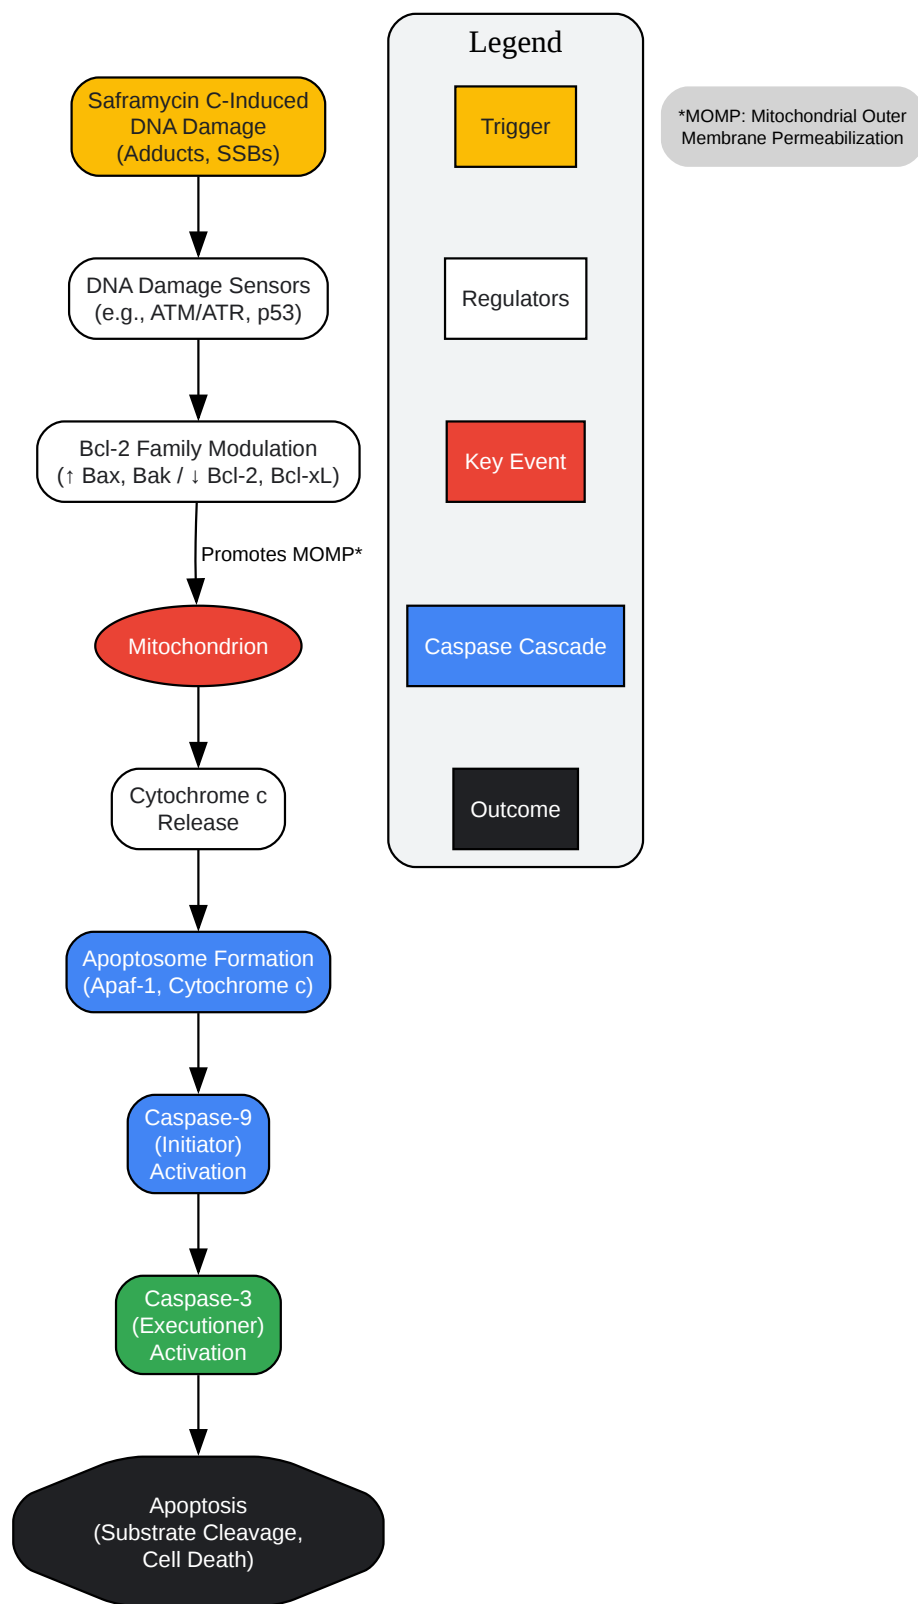 Saframycin C-Induced
DNA Damage
(Adducts, SSBs)
DNA Damage Sensors
(e.g., ATM/ATR, p53)
Bcl-2 Family Modulation
(↑ Bax, Bak / ↓ Bcl-2, Bcl-xL)
Promotes MOMP*
Mitochondrion
Cytochrome c
Release
Apoptosome Formation
(Apaf-1, Cytochrome c)
Caspase-9
(Initiator)
Activation
Caspase-3
(Executioner)
Activation
Apoptosis
(Substrate Cleavage,
Cell Death)
Legend
Trigger
Regulators
Key Event
Caspase Cascade
Outcome
*MOMP: Mitochondrial Outer
Membrane Permeabilization